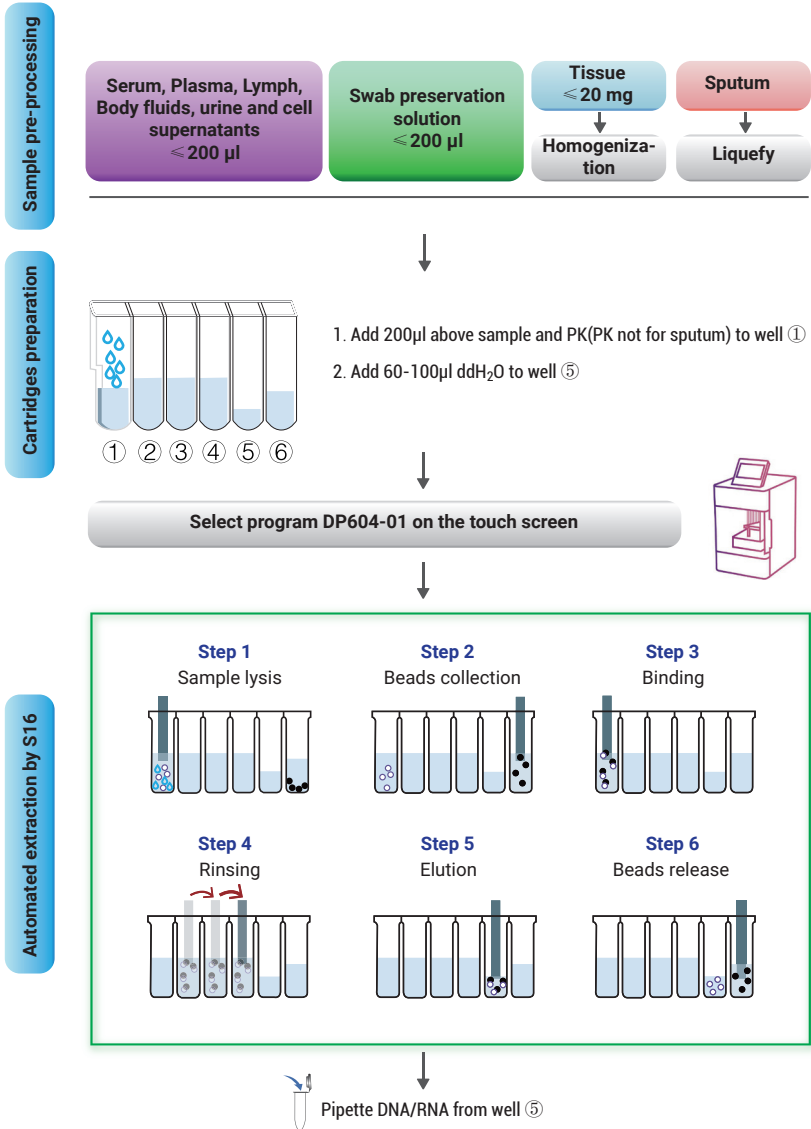 Sample pre-processing
Serum, Plasma, Lymph,
Body fluids, urine and cell
supernatants
≤200 µl
Swab preservation
solution
≤200 µl
Tissue
≤20 mg
Homogeniza-
tion
Sputum
Liquefy
Cartridges preparation
① ② ③ ④ ⑤ ⑥
1. Add 200µl above sample and PK(PK not for sputum) to well ①
2. Add 60-100µl ddH₂O to well ⑤
Select program DP604-01 on the touch screen
Automated extraction by S16
Step 1
Sample lysis
Step 2
Beads collection
Step 3
Binding
Step 4
Rinsing
Step 5
Elution
Step 6
Beads release
Pipette DNA/RNA from well ⑤